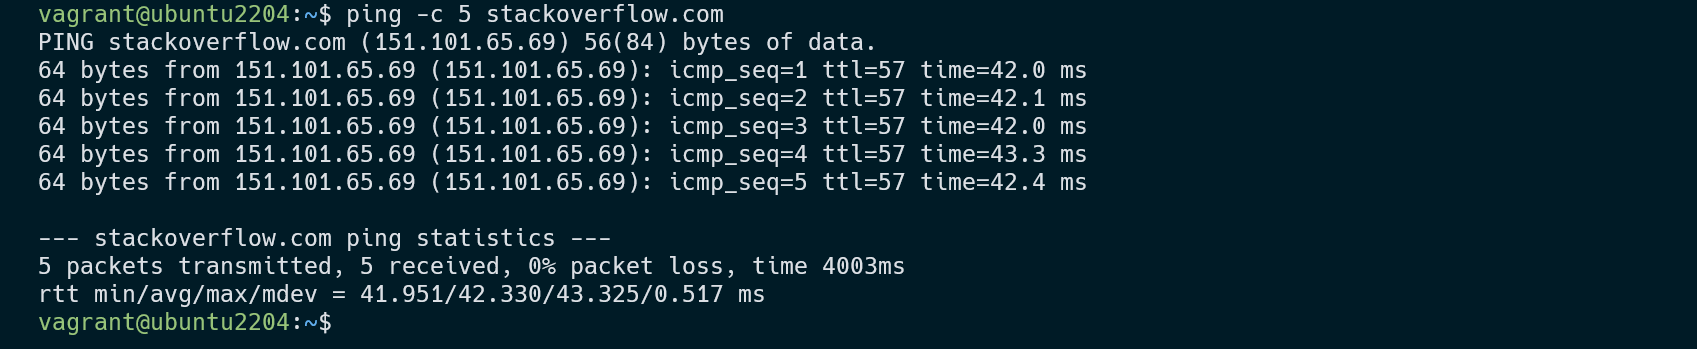 vagrant@ubuntu2204:~$ ping -c 5 stackoverflow.com
PING stackoverflow.com (151.101.65.69) 56(84) bytes of data.
64 bytes from 151.101.65.69 (151.101.65.69): icmp_seq=1 ttl=57 time=42.0 ms
64 bytes from 151.101.65.69 (151.101.65.69): icmp_seq=2 ttl=57 time=42.1 ms
64 bytes from 151.101.65.69 (151.101.65.69): icmp_seq=3 ttl=57 time=42.0 ms
64 bytes from 151.101.65.69 (151.101.65.69): icmp_seq=4 ttl=57 time=43.3 ms
64 bytes from 151.101.65.69 (151.101.65.69): icmp_seq=5 ttl=57 time=42.4 ms

--- stackoverflow.com ping statistics ---
5 packets transmitted, 5 received, 0% packet loss, time 4003ms
rtt min/avg/max/mdev = 41.951/42.330/43.325/0.517 ms
vagrant@ubuntu2204:~$